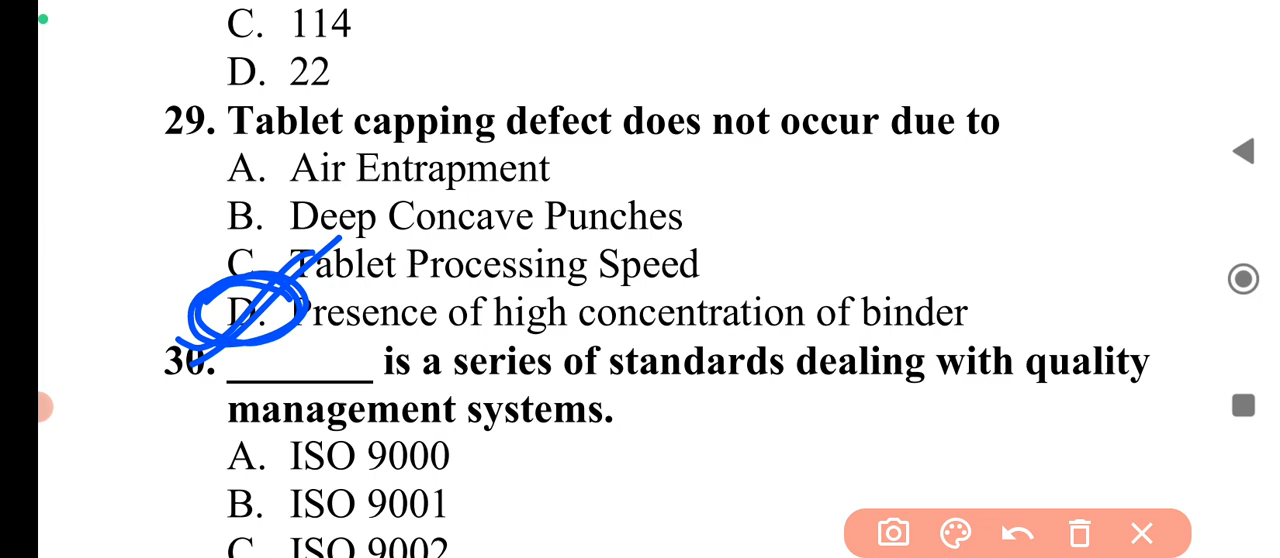 C. 114
D. 22
29. Tablet capping defect does not occur due to
A. Air Entrapment
B. Deep Concave Punches
C. Tablet Processing Speed
D. Presence of high concentration of binder
30. _______ is a series of standards dealing with quality
management systems.
A. ISO 9000
B. ISO 9001
C. ISO 9002